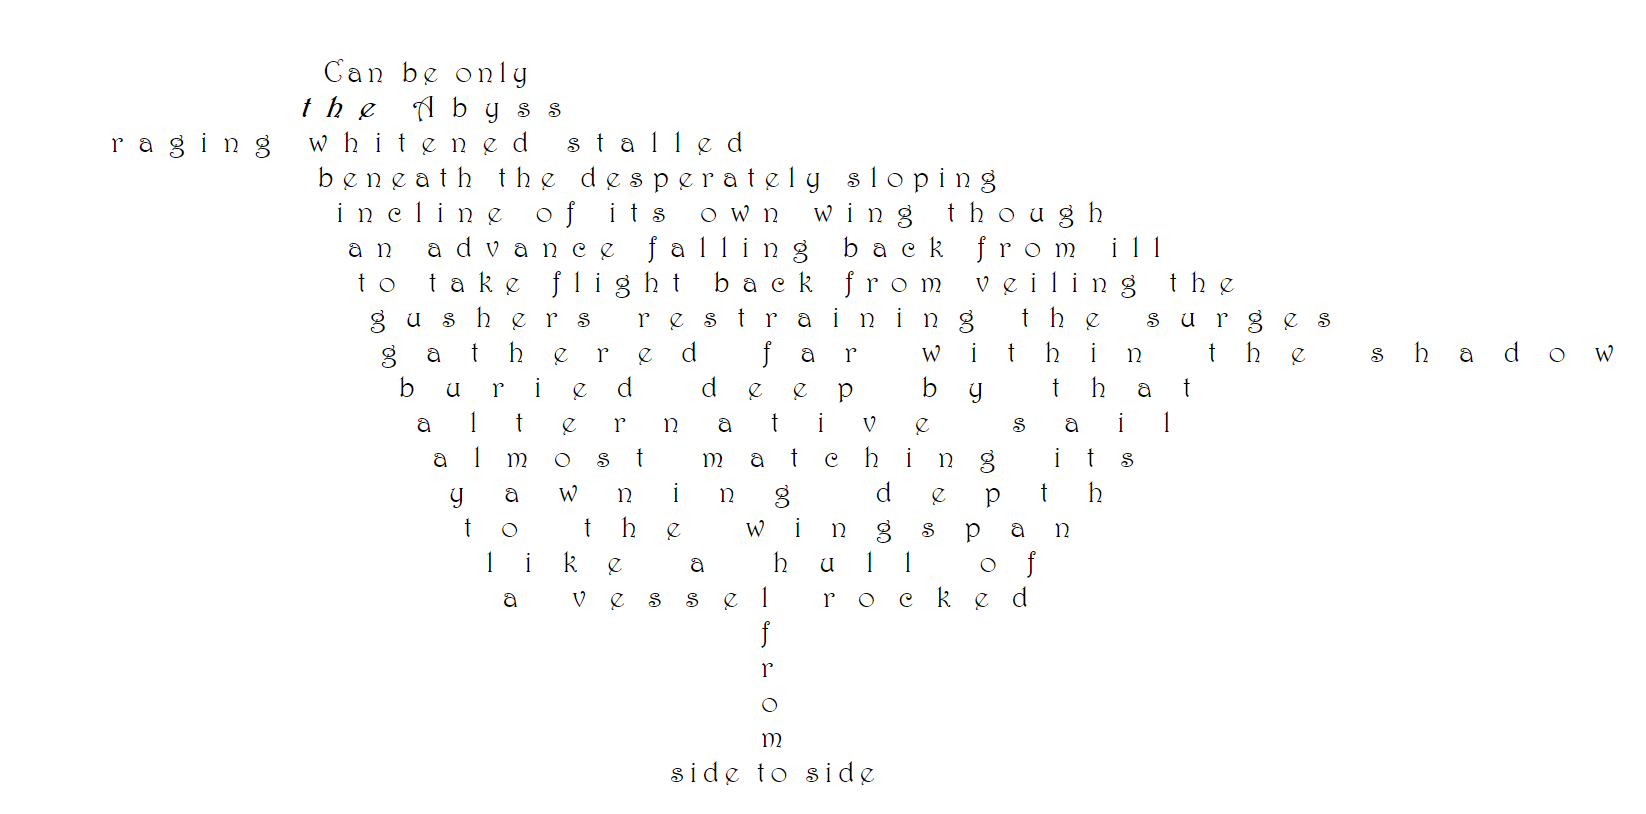 Can be only
the Abyss
raging whitened stalled
beneath the desperately sloping
incline of its own wing though
an advance falling back from ill
to take flight back from veiling the
gushers restraining the surges
gathered far within the shadow
buried deep by that
alternative sail
almost matching its
yawning depth
to the wingspan
like a hull of
a vessel rocked
f
r
o
m
side to side